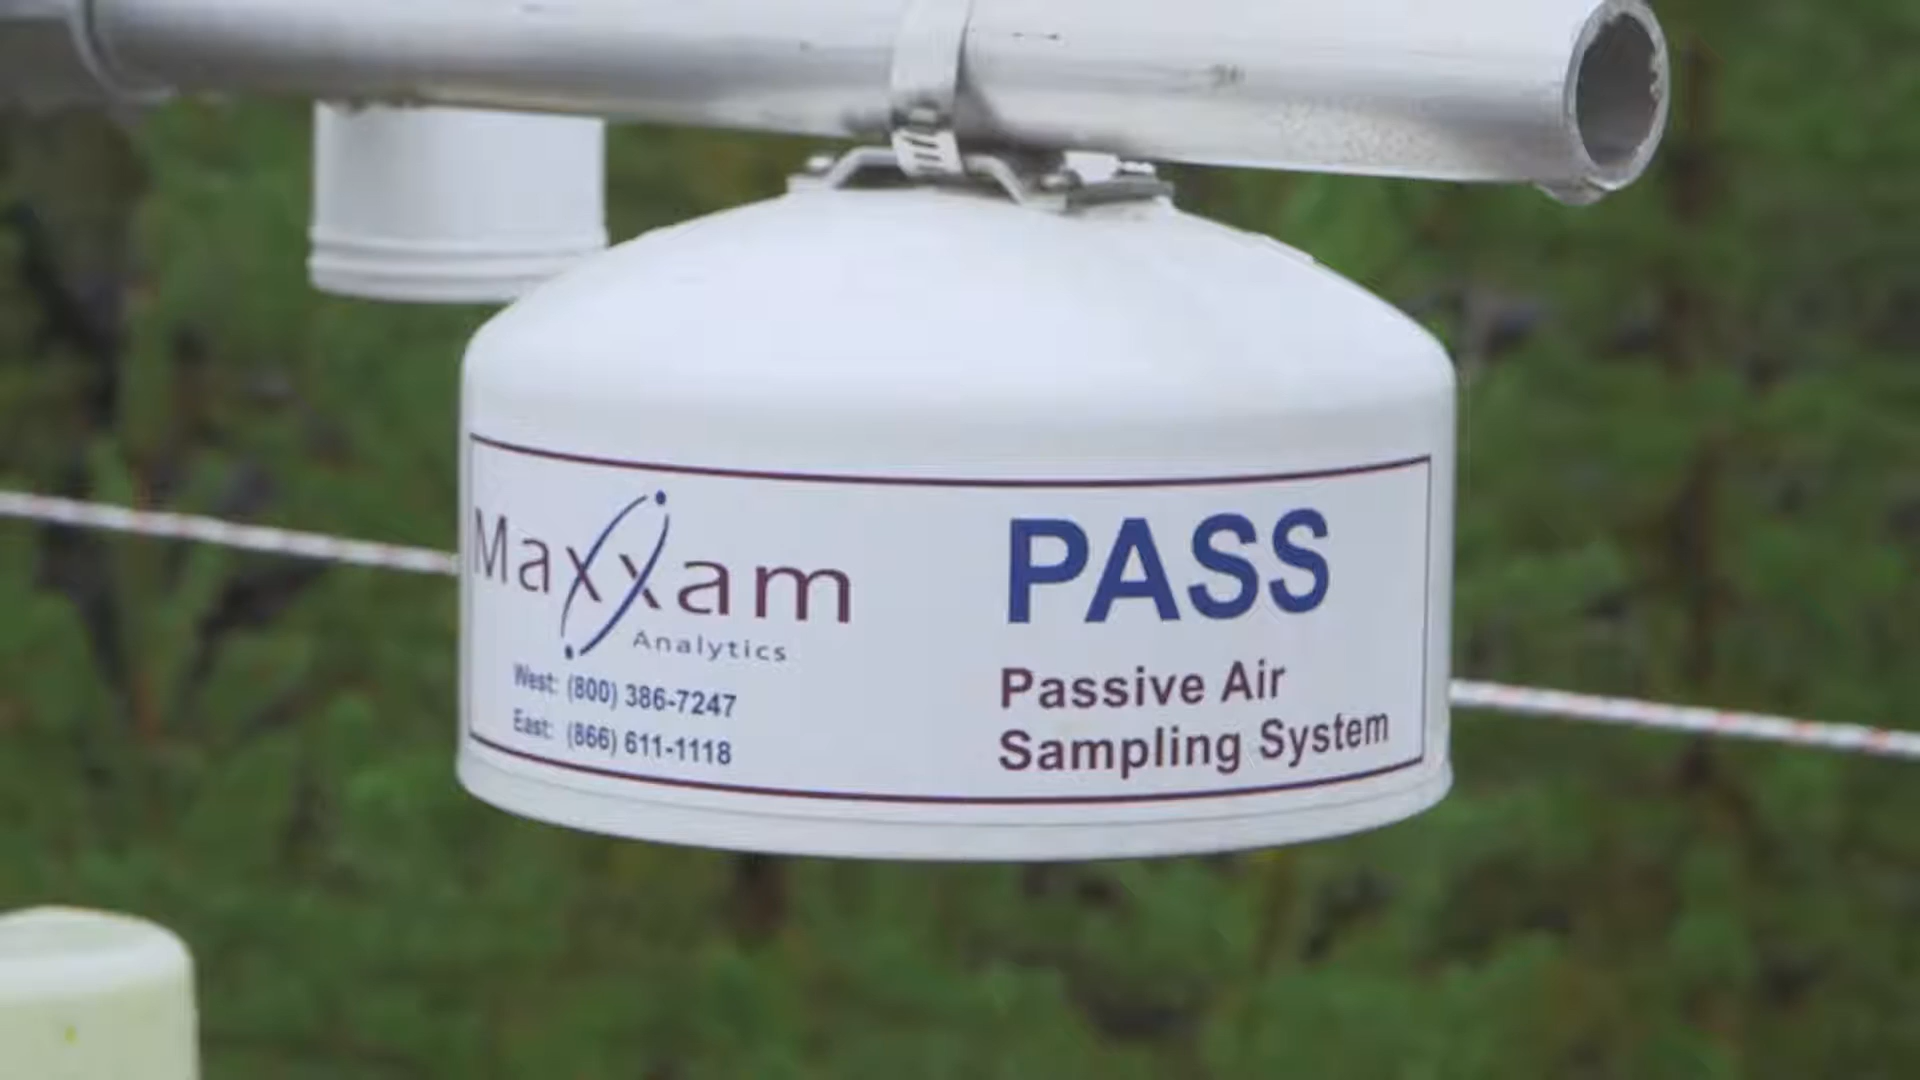 Maxxam
Analytics
West: (800) 386-7247
East: (866) 611-1118
PASS
Passive Air
Sampling System